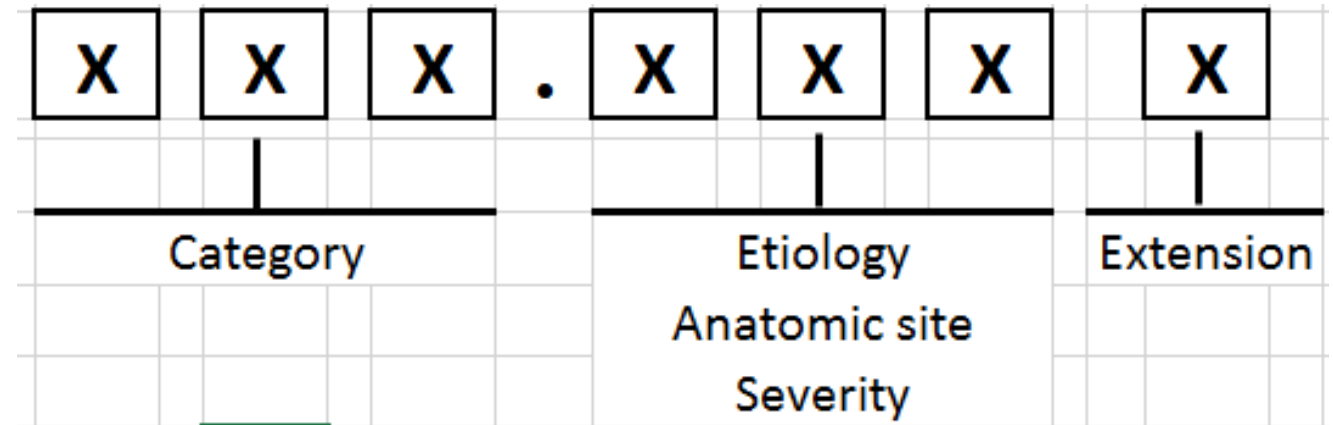 X X X . X X X X
Category Etiology Extension
Anatomic site
Severity